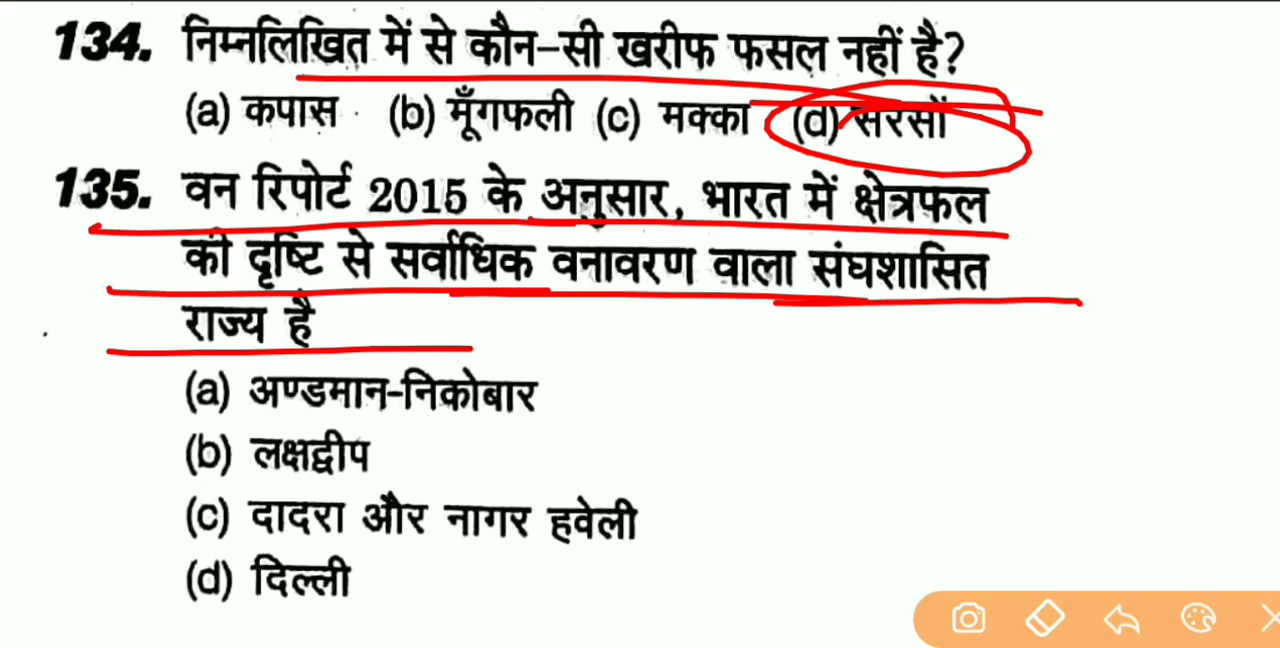 134. निम्नलिखित में से कौन-सी खरीफ फसल नहीं है?
(a) कपास (b) मूँगफली (c) मक्का (d) सरसों
135. वन रिपोर्ट 2015 के अनुसार, भारत में क्षेत्रफल
की दृष्टि से सर्वाधिक वनावरण वाला संघशासित
राज्य है
(a) अण्डमान-निकोबार
(b) लक्षद्वीप
(c) दादरा और नागर हवेली
(d) दिल्ली